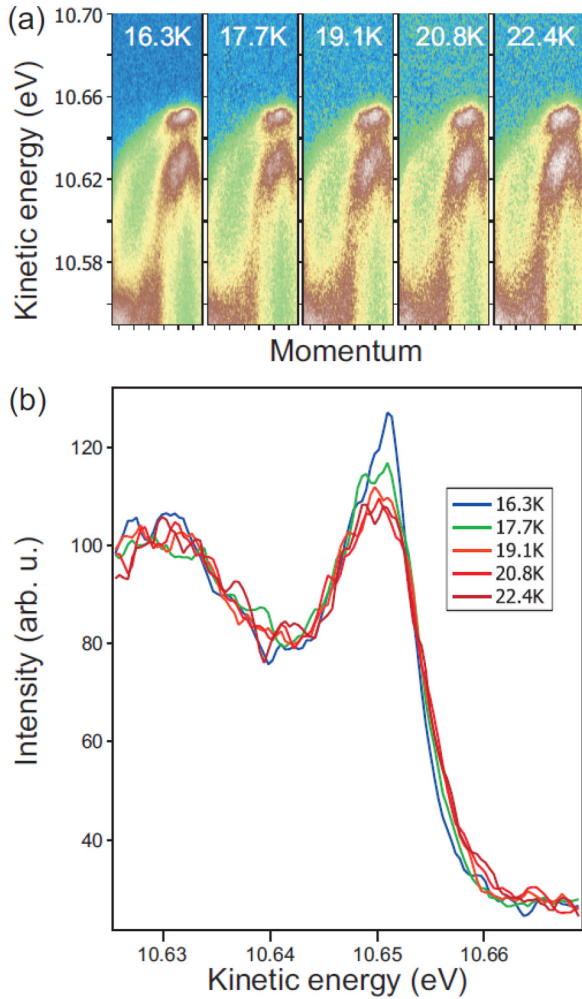 (a)
10.70
16.3K 17.7K 19.1K 20.8K 22.4K
Kinetic energy (eV)
10.66
10.62
10.58
Momentum
(b)
120
100
80
60
40
Intensity (arb. u.)
16.3K
17.7K
19.1K
20.8K
22.4K
10.63 10.64 10.65 10.66
Kinetic energy (eV)